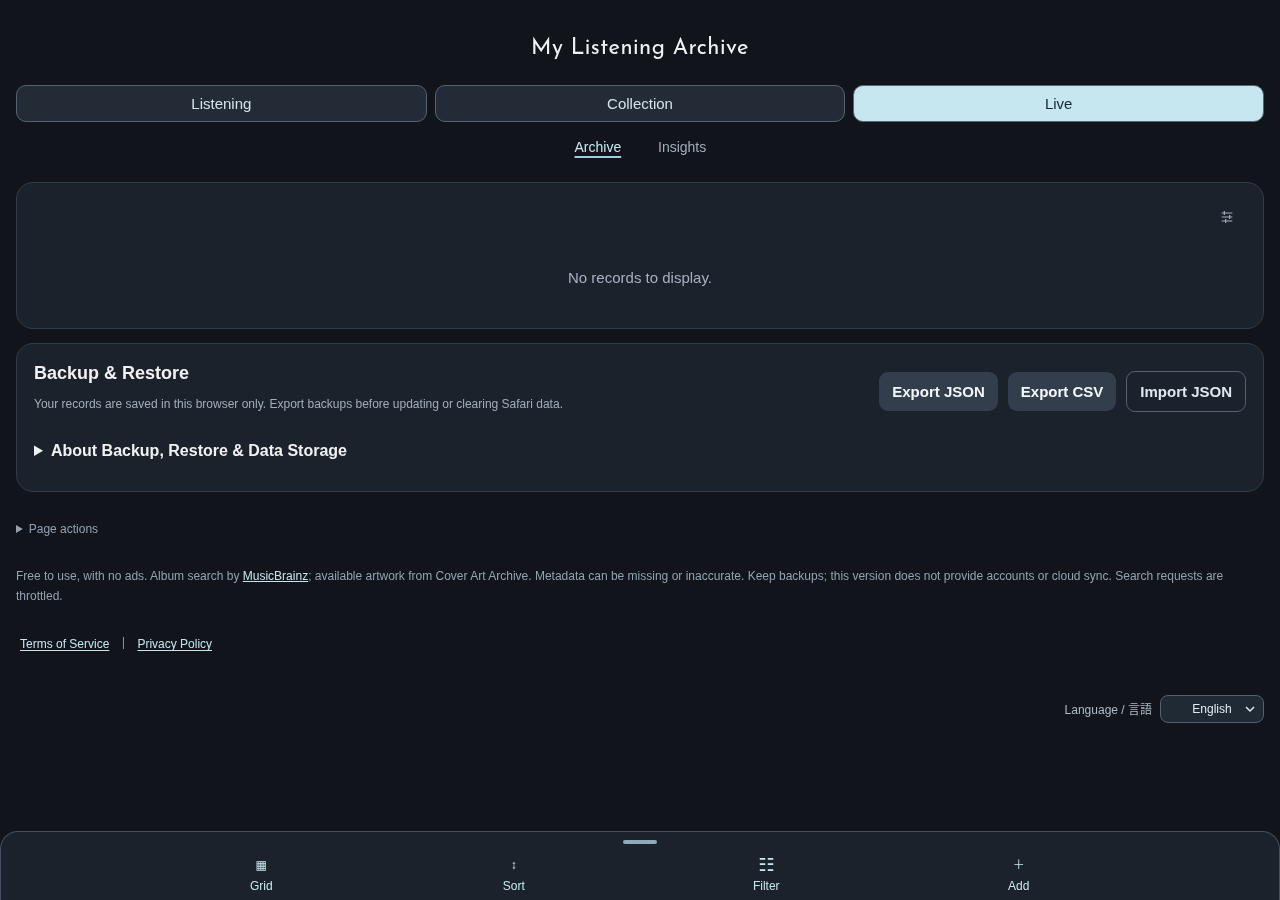 My Listening Archive
Listening
Collection
Live
Archive
Insights
No records to display.
Backup & Restore
Your records are saved in this browser only. Export backups before updating or clearing Safari data.
Export JSON
Export CSV
Import JSON
About Backup, Restore & Data Storage
Page actions
Free to use, with no ads. Album search by MusicBrainz; available artwork from Cover Art Archive. Metadata can be missing or inaccurate. Keep backups; this version does not provide accounts or cloud sync. Search requests are
throttled.
Terms of Service
Privacy Policy
Language / 言語
English
Grid
Sort
Filter
Add